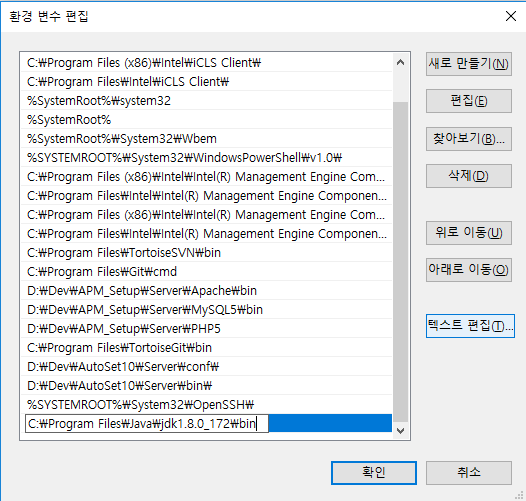 환경 변수 편집
C:₩Program Files (x86)₩Intel₩iCLS Client₩
C:₩Program Files₩Intel₩iCLS Client₩
%SystemRoot%₩system32
%SystemRoot%
%SystemRoot%₩System32₩Wbem
%SYSTEMROOT%₩System32₩WindowsPowerShell₩v1.0₩
C:₩Program Files (x86)₩Intel₩Intel(R) Management Engine Com...
C:₩Program Files₩Intel₩Intel(R) Management Engine Componen...
C:₩Program Files (x86)₩Intel₩Intel(R) Management Engine Com...
C:₩Program Files₩Intel₩Intel(R) Management Engine Componen...
C:₩Program Files₩TortoiseSVN₩bin
C:₩Program Files₩Git₩cmd
D:₩Dev₩APM_Setup₩Server₩Apache₩bin
D:₩Dev₩APM_Setup₩Server₩MySQL5₩bin
D:₩Dev₩APM_Setup₩Server₩PHP5
C:₩Program Files₩TortoiseGit₩bin
D:₩Dev₩AutoSet10₩Server₩conf₩
D:₩Dev₩AutoSet10₩Server₩bin₩
%SYSTEMROOT%₩System32₩OpenSSH₩
C:₩Program Files₩Java₩jdk1.8.0_172₩bin
새로 만들기(N)
편집(E)
찾아보기(B)...
삭제(D)
위로 이동(U)
아래로 이동(O)
텍스트 편집(T)...
확인
취소